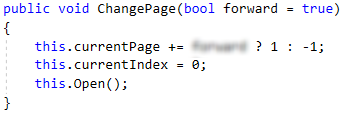 public void ChangePage(bool forward = true)
{
this.currentPage += ? 1 : -1;
this.currentIndex = 0;
this.Open();
}